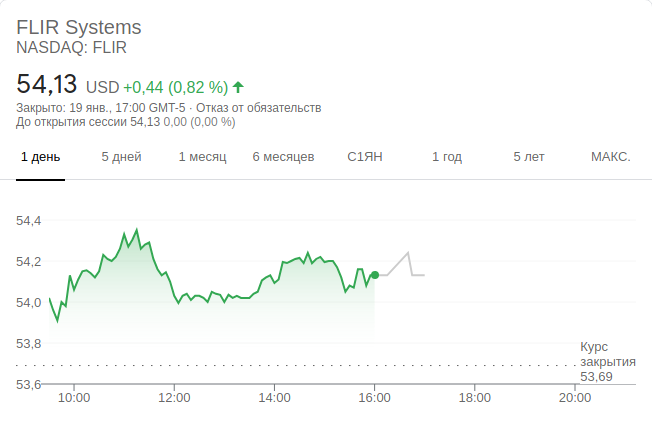 FLIR Systems
NASDAQ: FLIR
54,13 USD +0,44 (0,82 %)
Закрыто: 19 янв., 17:00 GMT-5 · Отказ от обязательств
До открытия сессии 54,13 0,00 (0,00 %)
1 день 5 дней 1 месяц 6 месяцев С1ЯН 1 год 5 лет МАКС.
54,4
54,2
54,0
53,8
Курс
закрытия
53,69
53,6
10:00 12:00 14:00 16:00 18:00 20:00